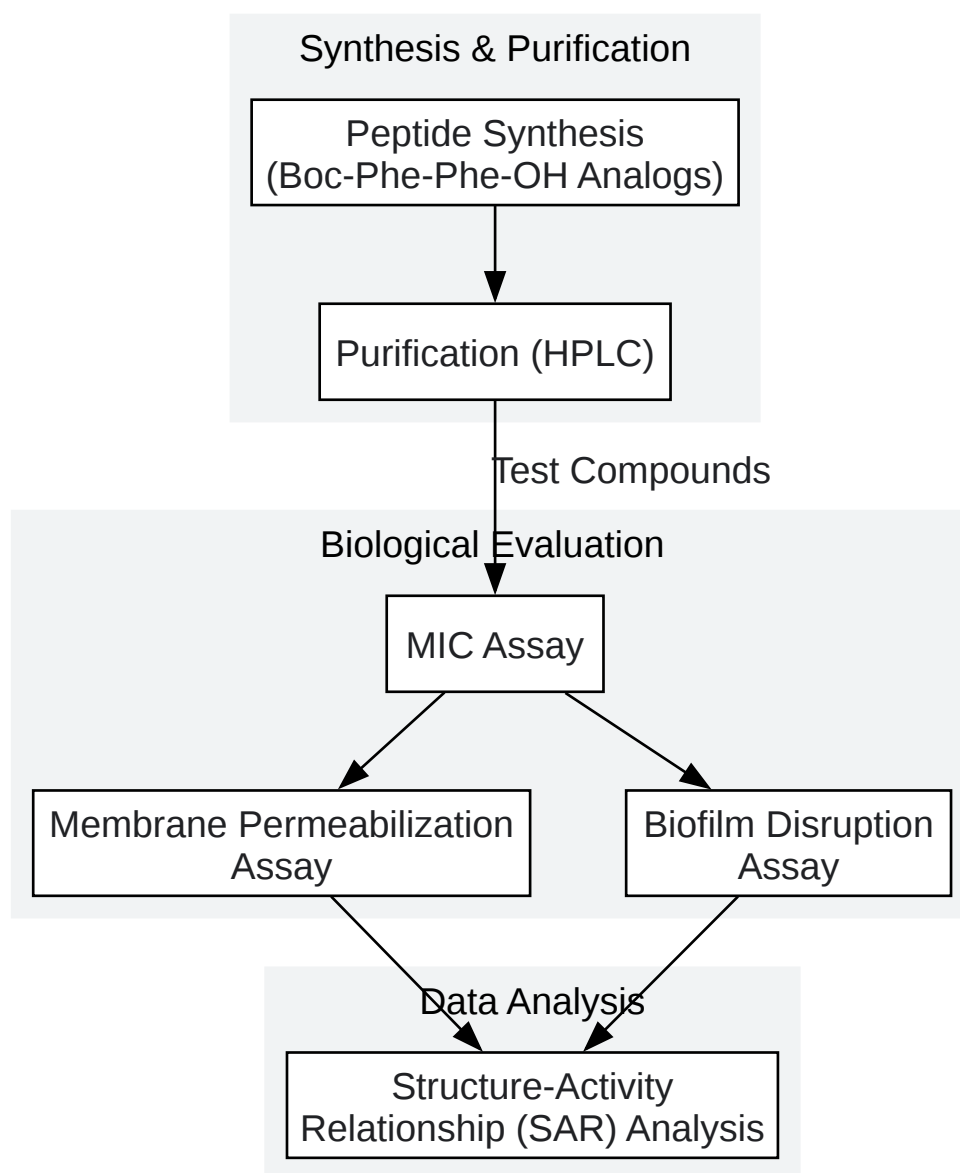 Synthesis & Purification
Peptide Synthesis
(Boc-Phe-Phe-OH Analogs)
Purification (HPLC)
Test Compounds
Biological Evaluation
MIC Assay
Membrane Permeabilization
Assay
Biofilm Disruption
Assay
Data Analysis
Structure-Activity
Relationship (SAR) Analysis